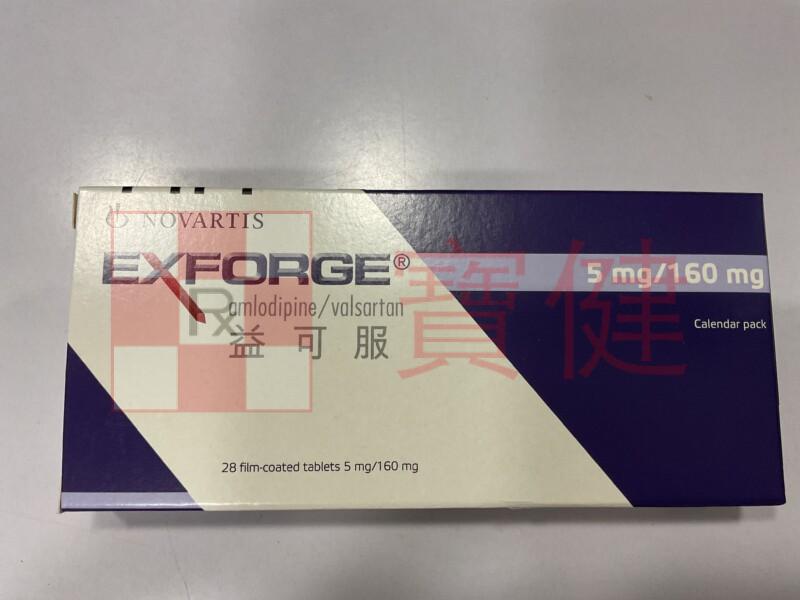 NOVARTIS
EXFORGE®
5 mg/160 mg
Rx
amlodipine/valsartan
Calendar pack
益可服
寶健
28 film-coated tablets 5 mg/160 mg